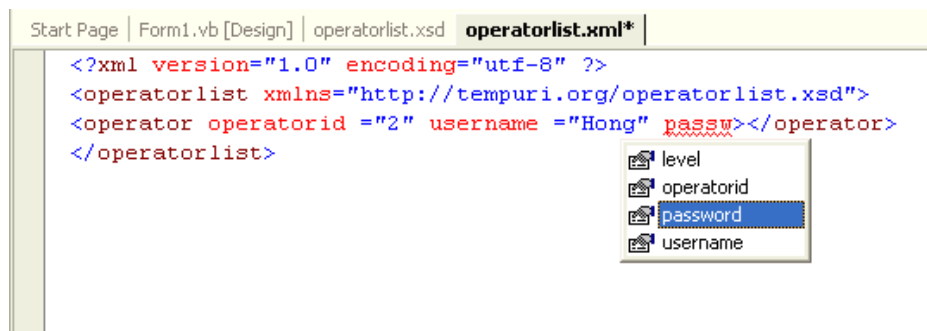 Start Page | Form1.vb [Design] | operatorlist.xsd operatorlist.xml*
<?xml version="1.0" encoding="utf-8" ?>
<operatorlist xmlns="http://tempuri.org/operatorlist.xsd">
<operator operatorid ="2" username ="Hong" passw></operator>
</operatorlist>
level
operatorid
password
username